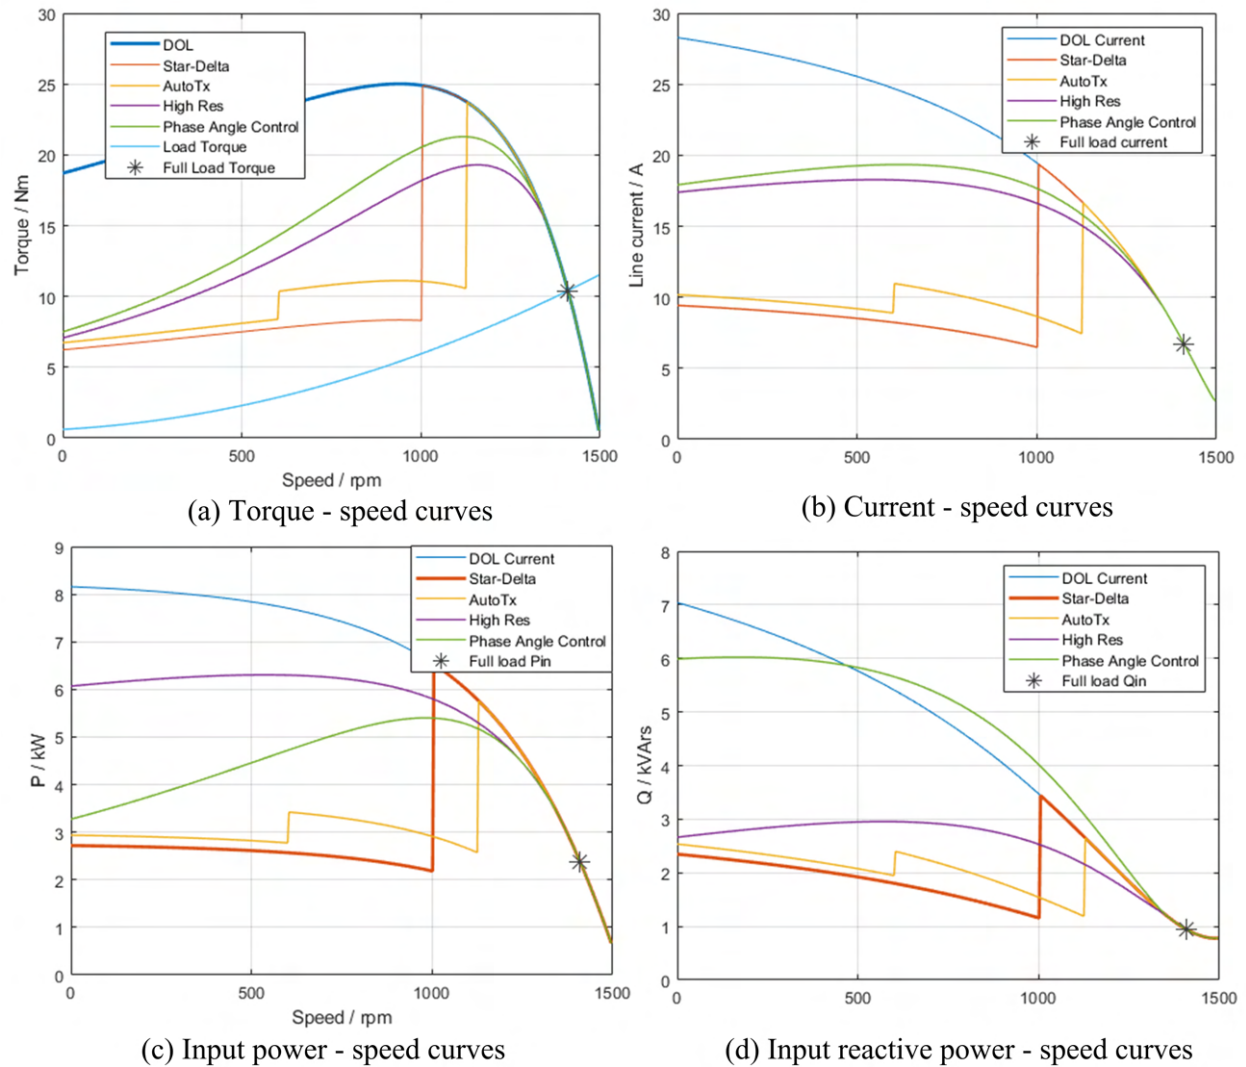 30
25
20
15
10
5
0
Torque / Nm
DOL
Star-Delta
AutoTx
High Res
Phase Angle Control
Load Torque
Full Load Torque
0
500
1000
1500
Speed / rpm
(a) Torque - speed curves
30
25
20
15
10
5
0
Line current / A
DOL Current
Star-Delta
AutoTx
High Res
Phase Angle Control
Full load current
0
500
1000
1500
(b) Current - speed curves
9
8
7
6
5
4
3
2
1
0
P / kW
DOL Current
Star-Delta
AutoTx
High Res
Phase Angle Control
Full load Pin
0
500
1000
1500
Speed / rpm
(c) Input power - speed curves
8
7
6
5
4
3
2
1
0
Q / kVArs
DOL Current
Star-Delta
AutoTx
High Res
Phase Angle Control
Full load Qin
0
500
1000
1500
(d) Input reactive power - speed curves